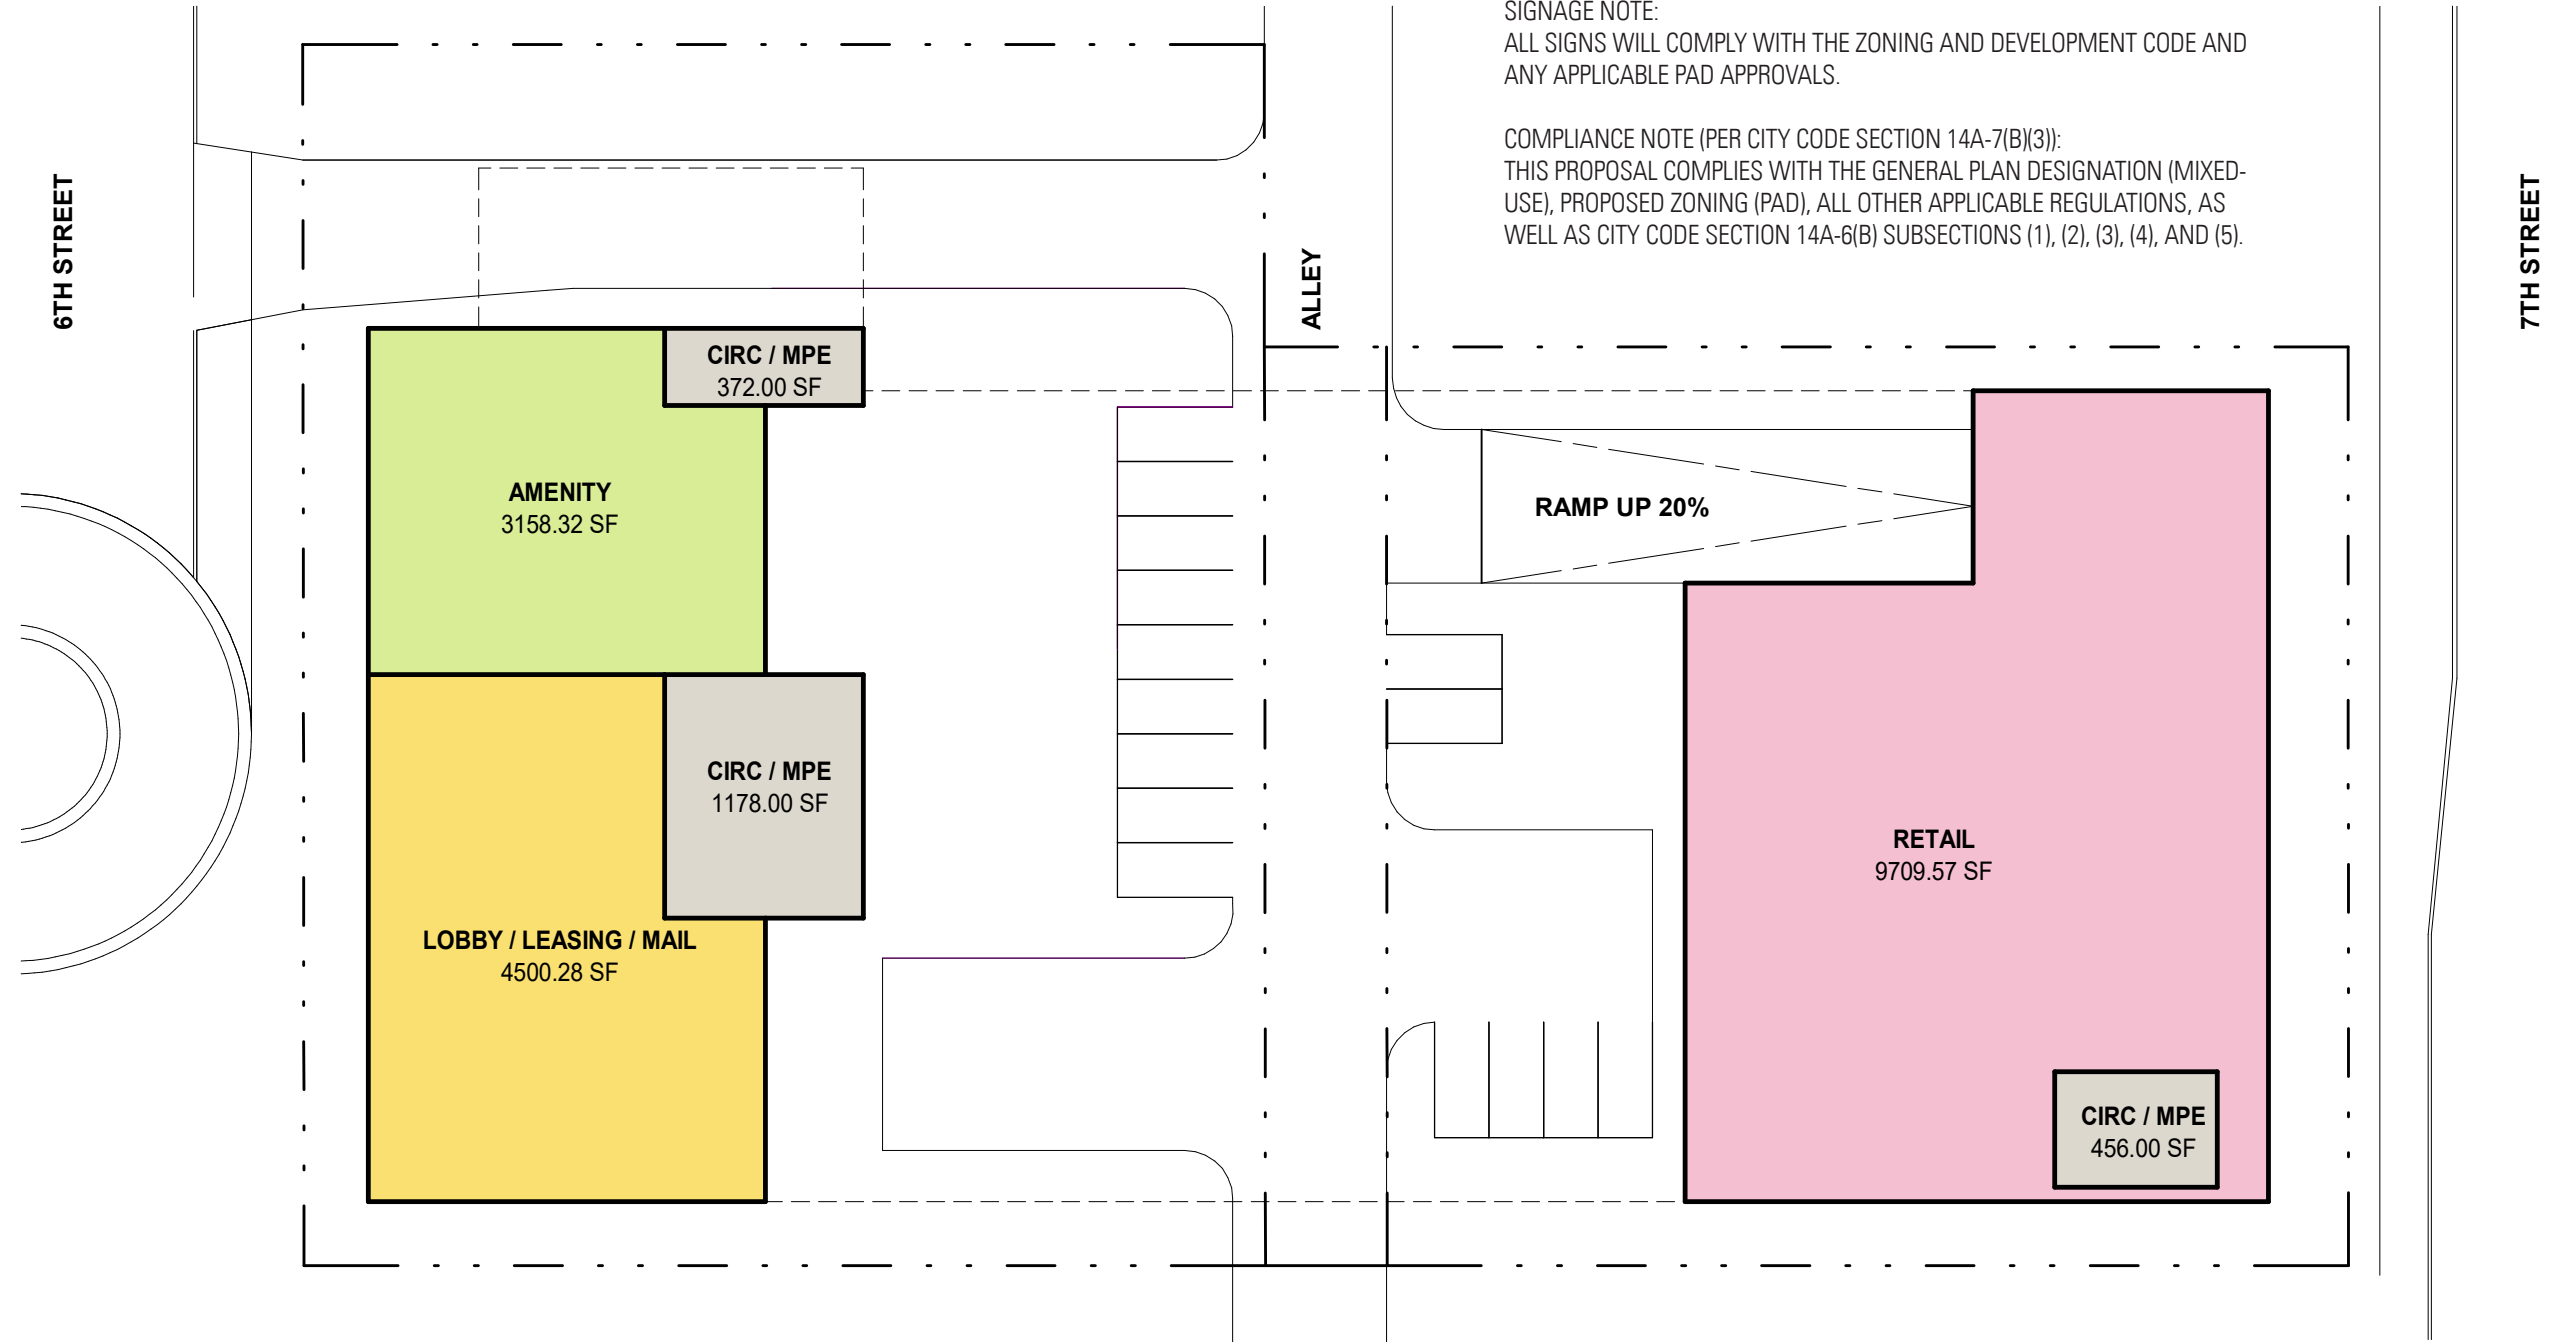 SIGNAGE NOTE:
ALL SIGNS WILL COMPLY WITH THE ZONING AND DEVELOPMENT CODE AND
ANY APPLICABLE PAD APPROVALS.
COMPLIANCE NOTE (PER CITY CODE SECTION 14A-7(B)(3)):
THIS PROPOSAL COMPLIES WITH THE GENERAL PLAN DESIGNATION (MIXED-
USE), PROPOSED ZONING (PAD), ALL OTHER APPLICABLE REGULATIONS, AS
WELL AS CITY CODE SECTION 14A-6(B) SUBSECTIONS (1), (2), (3), (4), AND (5).
6TH STREET
ALLEY
7TH STREET
CIRC / MPE
372.00 SF
AMENITY
3158.32 SF
RAMP UP 20%
CIRC / MPE
1178.00 SF
RETAIL
9709.57 SF
LOBBY / LEASING / MAIL
4500.28 SF
CIRC / MPE
456.00 SF